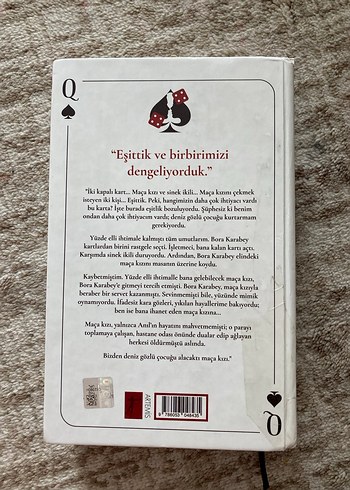 Q
“Eşittik ve birbirimizi
dengeliyorduk.”
“İki kapalı kart... Maça kızı ve sinek ikili... Maça kızını çekmek
isteyen iki kişi... Eşittik. Peki, hangimizin daha çok ihtiyacı vardı
bu karta? İşte burada eşitlik bozuluyordu. Şüphesiz ki benim
ondan daha çok ihtiyacım vardı; deniz gözlü çocuğu kurtarmam
gerekiyordu.
Yüzde elli ihtimale kalmıştı tüm umutlarım. Bora Karabey
kartlardan birini rastgele seçti. İşletmecinin, bana kalan kartı açtı.
Karşımda sinek ikili duruyordu. Ardından, Bora Karabey elindeki
maça kızını masanın üzerine koydu.
Kaybetmiştim. Yüzde elli ihtimalle bana gelebilecek maça kızı,
Bora Karabey'e gitmeyi tercih etmişti. Bora Karabey, maça kızıyla
beraber bir servet kazanmıştı. Sevinmemişti bile, yüzünde mimik
oynamıyordu. İfadesiz kara gözleri, yıkılan hayallerime bakıyordu;
ben ise bana ihanet eden maça kızına...
Maça kızı, yalnızca Anıl'ın hayatını mahvetmemişti; o parayı
toplamaya çalışan, hastane odası önünde dualar edip ağlayan
herkesi öldürmüştü aslında.
Bizden deniz gözlü çocuğu alacaktı maça kızı.”
ARTEMİS
9 786053 048435
Q